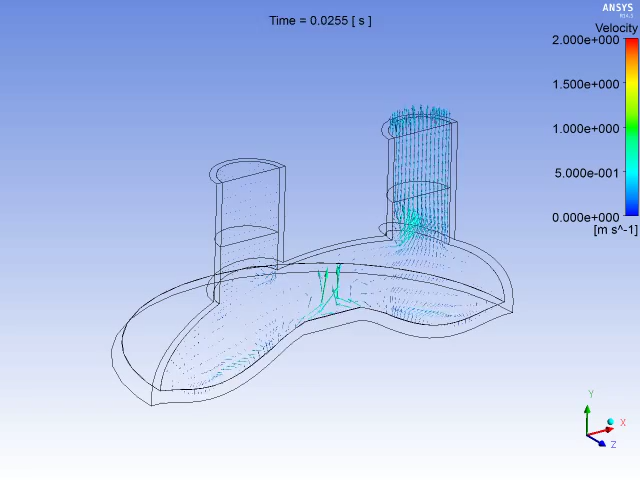 ANSYS
R14.5
Time = 0.0255 [ s ]
Velocity
2.000e+000
1.500e+000
1.000e+000
5.000e-001
0.000e+000
[m s^-1]
Y
X
Z